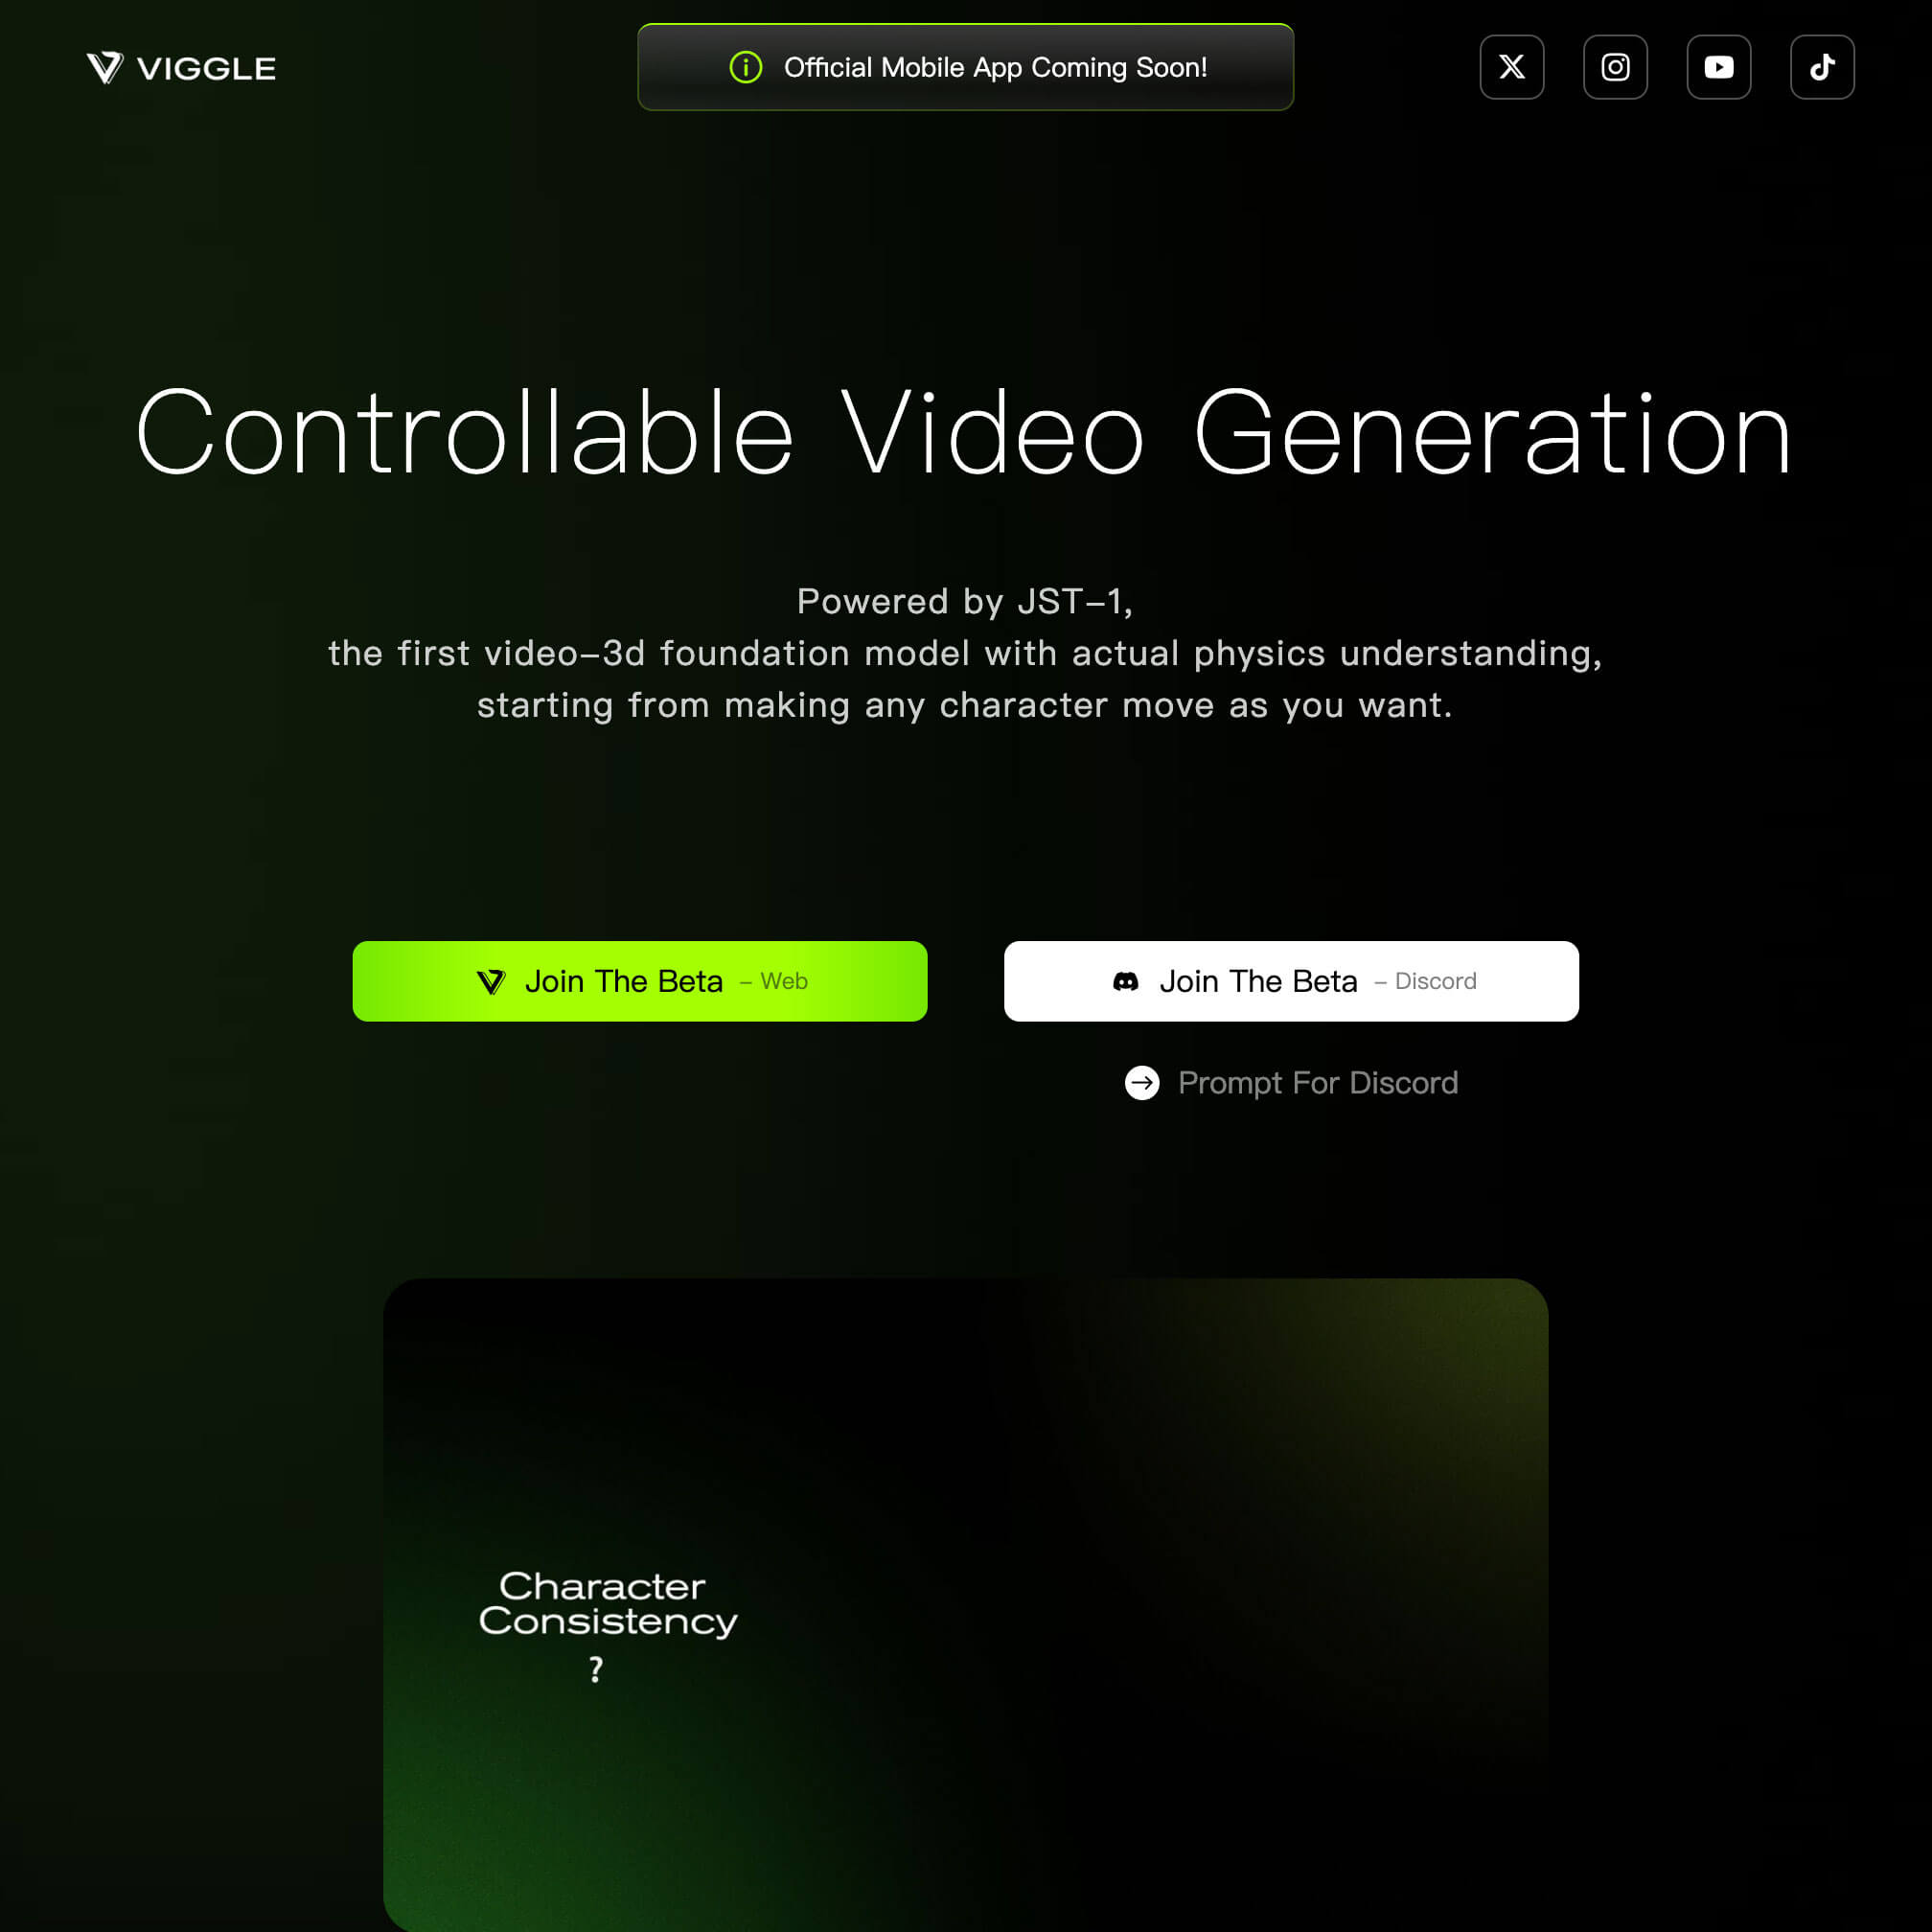 VIGGLE
Official Mobile App Coming Soon!
Controllable Video Generation
Powered by JST-1,
the first video-3d foundation model with actual physics understanding,
starting from making any character move as you want.
Join The Beta - Web
Join The Beta - Discord
Prompt For Discord
Character
Consistency
?